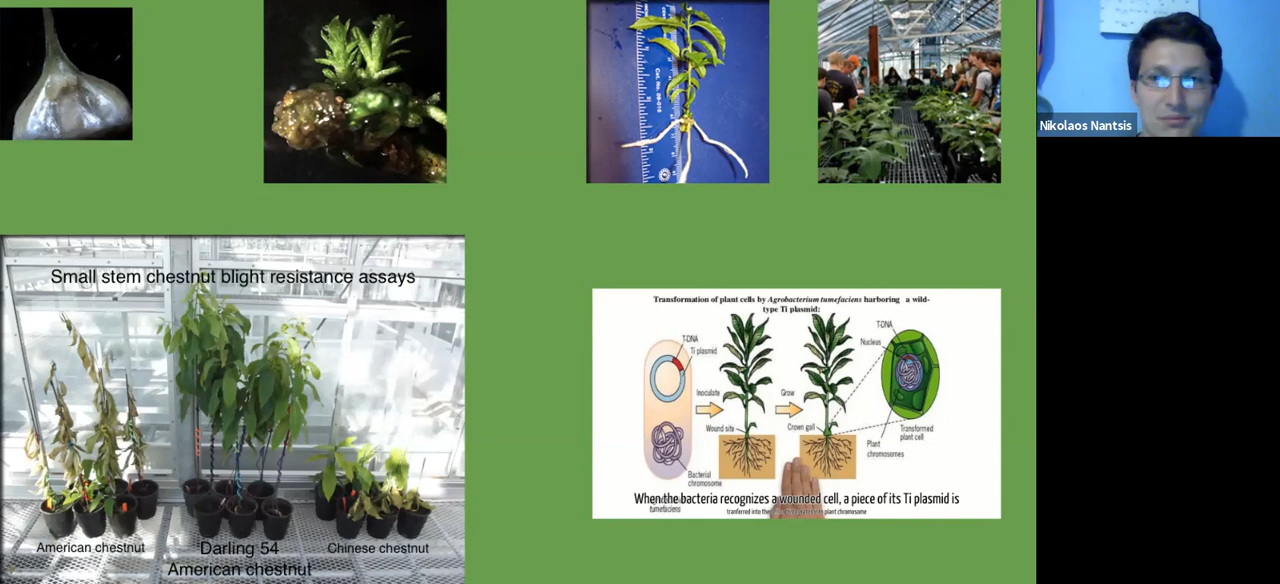 Nikolaos Nantsis
Small stem chestnut blight resistance assays
American chestnut
Darling 54
American chestnut
Chinese chestnut
Transformation of plant cells by Agrobacterium tumefaciens harboring a wild-
type Ti plasmid:
T-DNA
Ti plasmid
Inoculate
Wound site
Bacterial
chromosome
Grow
Crown gall
T-DNA
Nucleus
Plant
chromosomes
Transformed
plant cell
When the bacteria recognizes a wounded cell, a piece of its Ti plasmid is
tumefaciens
plant chromosome